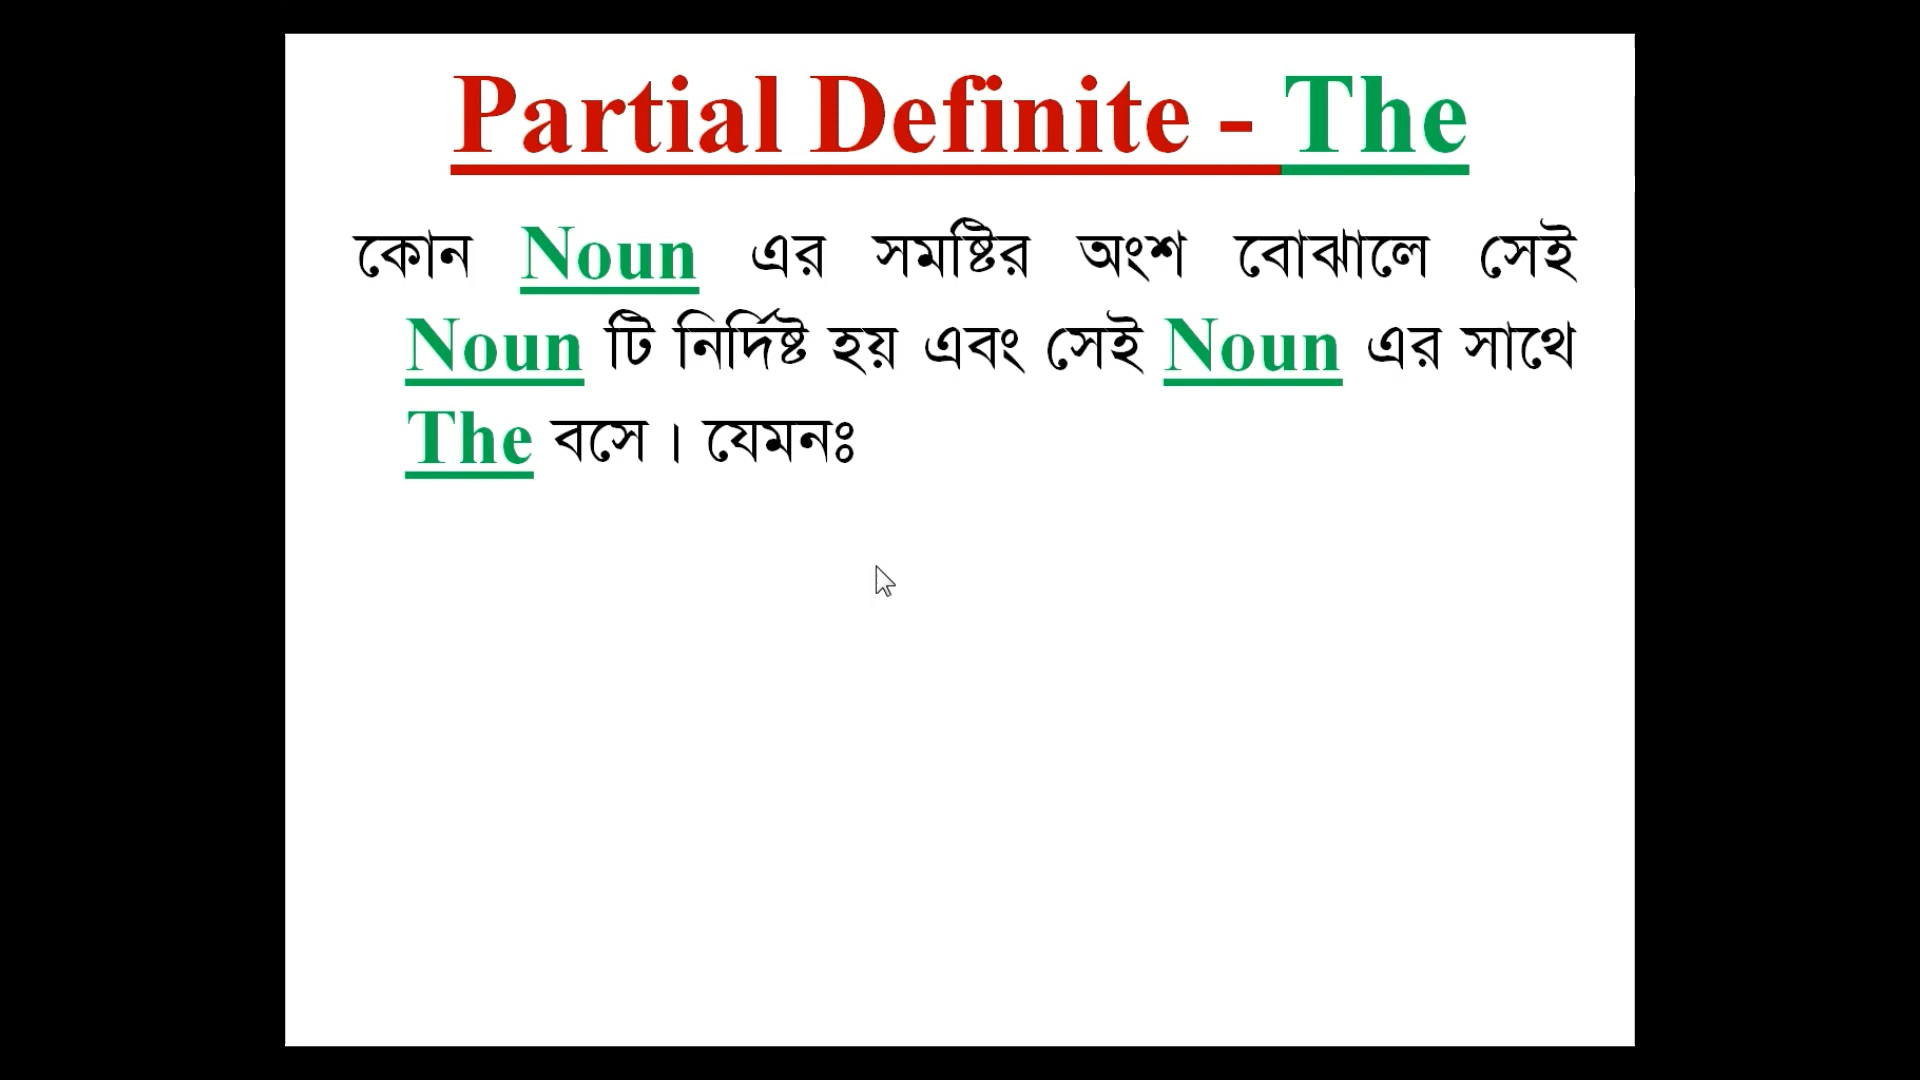 Partial Definite - The
কোন Noun এর সমষ্টির অংশ বোঝালে সেই
Noun টি নির্দিষ্ট হয় এবং সেই Noun এর সাথে
The বসে। যেমনঃ